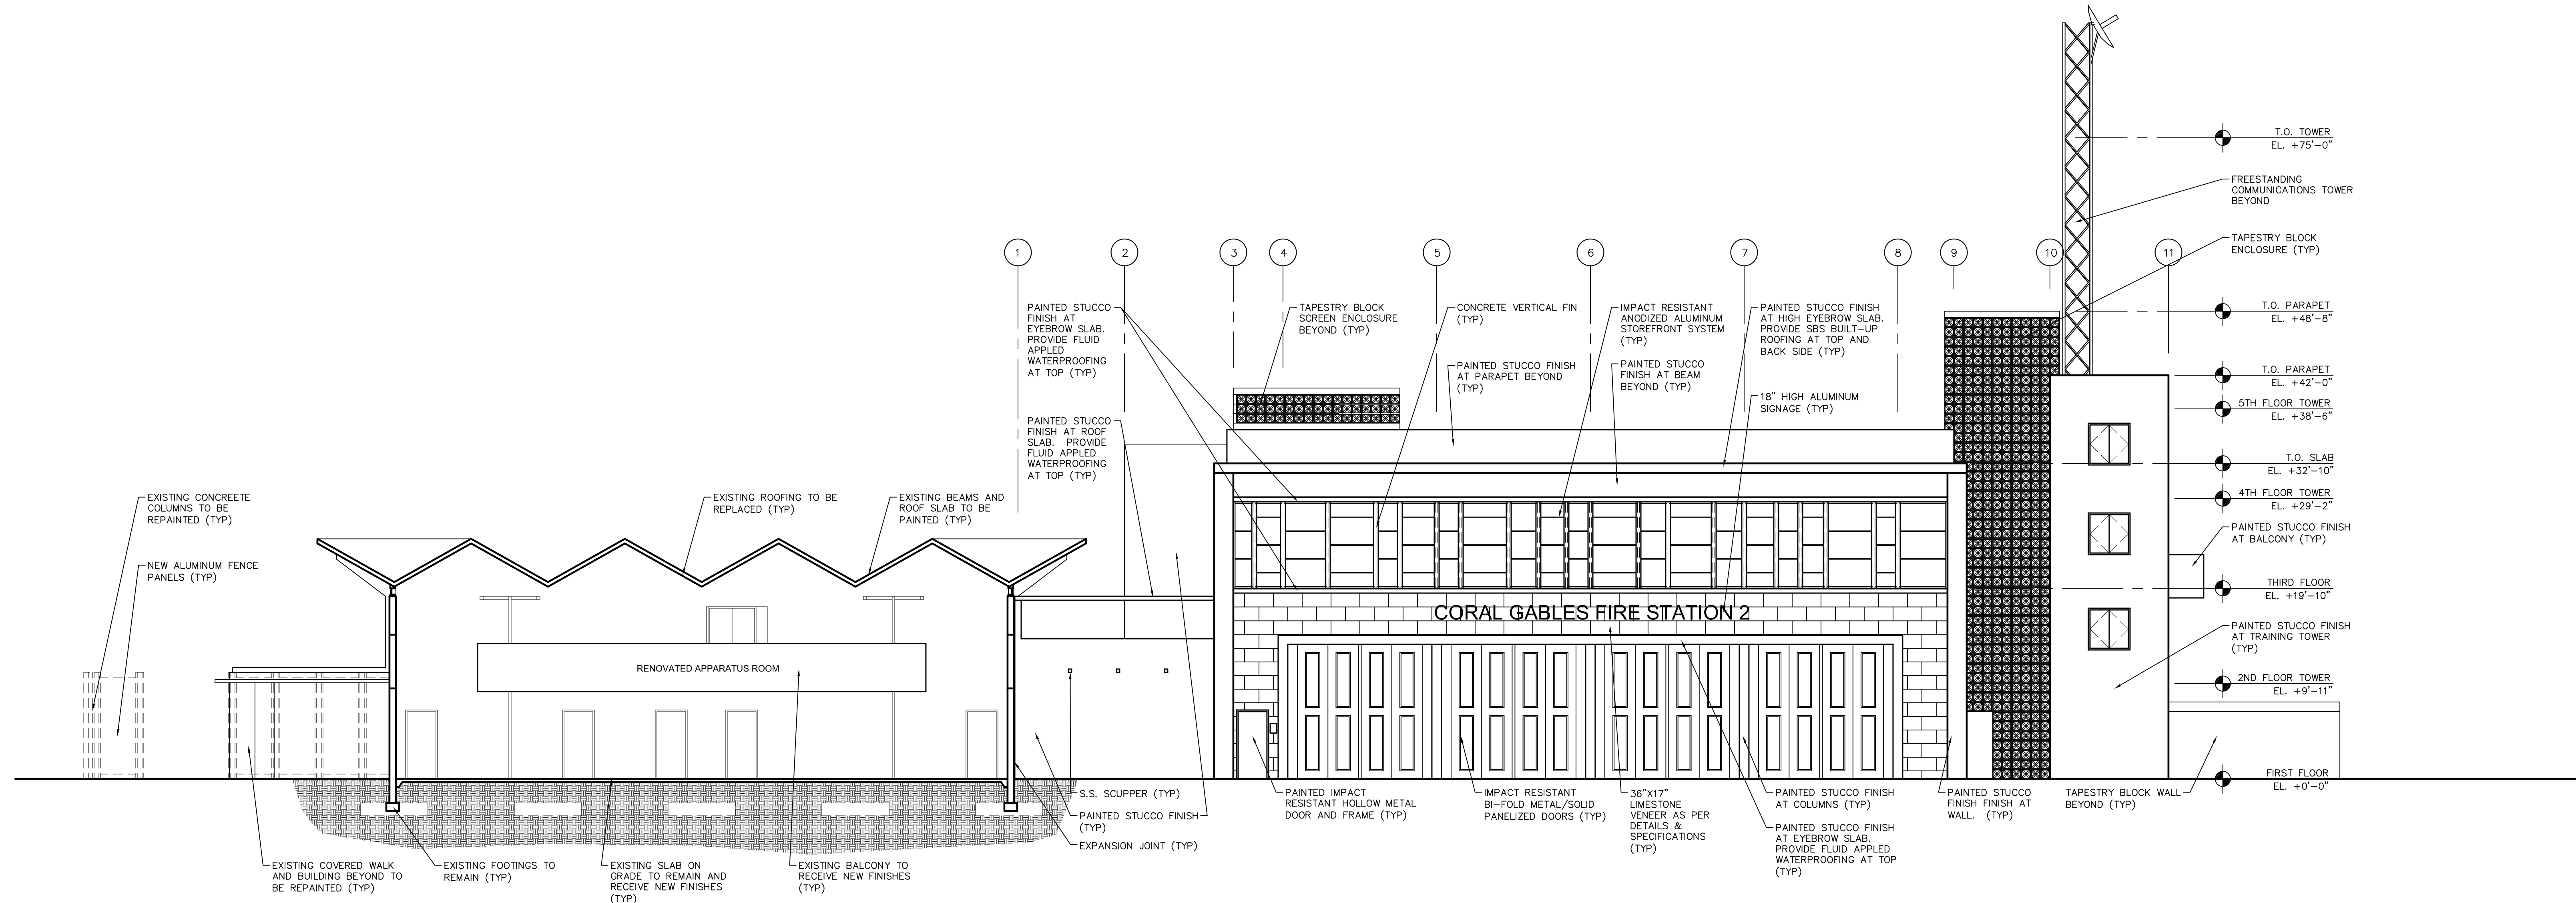 T.O. TOWER
EL. +75'-0"
FREESTANDING
COMMUNICATIONS TOWER
BEYOND
TAPESTRY BLOCK
ENCLOSURE (TYP)
1
2
3
4
5
6
7
8
9
10
11
PAINTED STUCCO
FINISH AT
EYEBROW SLAB.
PROVIDE FLUID
APPLED
WATERPROOFING
AT TOP (TYP)
TAPESTRY BLOCK
SCREEN ENCLOSURE
BEYOND (TYP)
CONCRETE VERTICAL FIN
(TYP)
IMPACT RESISTANT
ANODIZED ALUMINUM
STOREFRONT SYSTEM
(TYP)
PAINTED STUCCO FINISH
AT HIGH EYEBROW SLAB.
PROVIDE SBS BUILT-UP
ROOFING AT TOP AND
BACK SIDE (TYP)
T.O. PARAPET
EL. +48'-8"
PAINTED STUCCO FINISH
AT PARAPET BEYOND
(TYP)
PAINTED STUCCO
FINISH AT BEAM
BEYOND (TYP)
T.O. PARAPET
EL. +42'-0"
18" HIGH ALUMINUM
SIGNAGE (TYP)
5TH FLOOR TOWER
EL. +38'-6"
PAINTED STUCCO
FINISH AT ROOF
SLAB. PROVIDE
FLUID APPLED
WATERPROOFING
AT TOP (TYP)
T.O. SLAB
EL. +32'-10"
EXISTING CONCREETE
COLUMNS TO BE
REPAINTED (TYP)
EXISTING ROOFING TO BE
REPLACED (TYP)
EXISTING BEAMS AND
ROOF SLAB TO BE
PAINTED (TYP)
4TH FLOOR TOWER
EL. +29'-2"
PAINTED STUCCO FINISH
AT BALCONY (TYP)
NEW ALUMINUM FENCE
PANELS (TYP)
THIRD FLOOR
EL. +19'-10"
CORAL GABLES FIRE STATION 2
PAINTED STUCCO FINISH
AT TRAINING TOWER
(TYP)
RENOVATED APPARATUS ROOM
2ND FLOOR TOWER
EL. +9'-11"
FIRST FLOOR
EL. +0'-0"
S.S. SCUPPER (TYP)
PAINTED STUCCO FINISH
(TYP)
EXPANSION JOINT (TYP)
PAINTED IMPACT
RESISTANT HOLLOW METAL
DOOR AND FRAME (TYP)
IMPACT RESISTANT
BI-FOLD METAL/SOLID
PANELIZED DOORS (TYP)
36"X17"
LIMESTONE
VENEER AS PER
DETAILS &
SPECIFICATIONS
(TYP)
PAINTED STUCCO FINISH
AT COLUMNS (TYP)
PAINTED STUCCO FINISH
AT EYEBROW SLAB.
PROVIDE FLUID APPLED
WATERPROOFING AT TOP
(TYP)
PAINTED STUCCO
FINISH FINISH AT
WALL. (TYP)
TAPESTRY BLOCK WALL
BEYOND (TYP)
EXISTING COVERED WALK
AND BUILDING BEYOND TO
BE REPAINTED (TYP)
EXISTING FOOTINGS TO
REMAIN (TYP)
EXISTING SLAB ON
GRADE TO REMAIN AND
RECEIVE NEW FINISHES
(TYP)
EXISTING BALCONY TO
RECEIVE NEW FINISHES
(TYP)